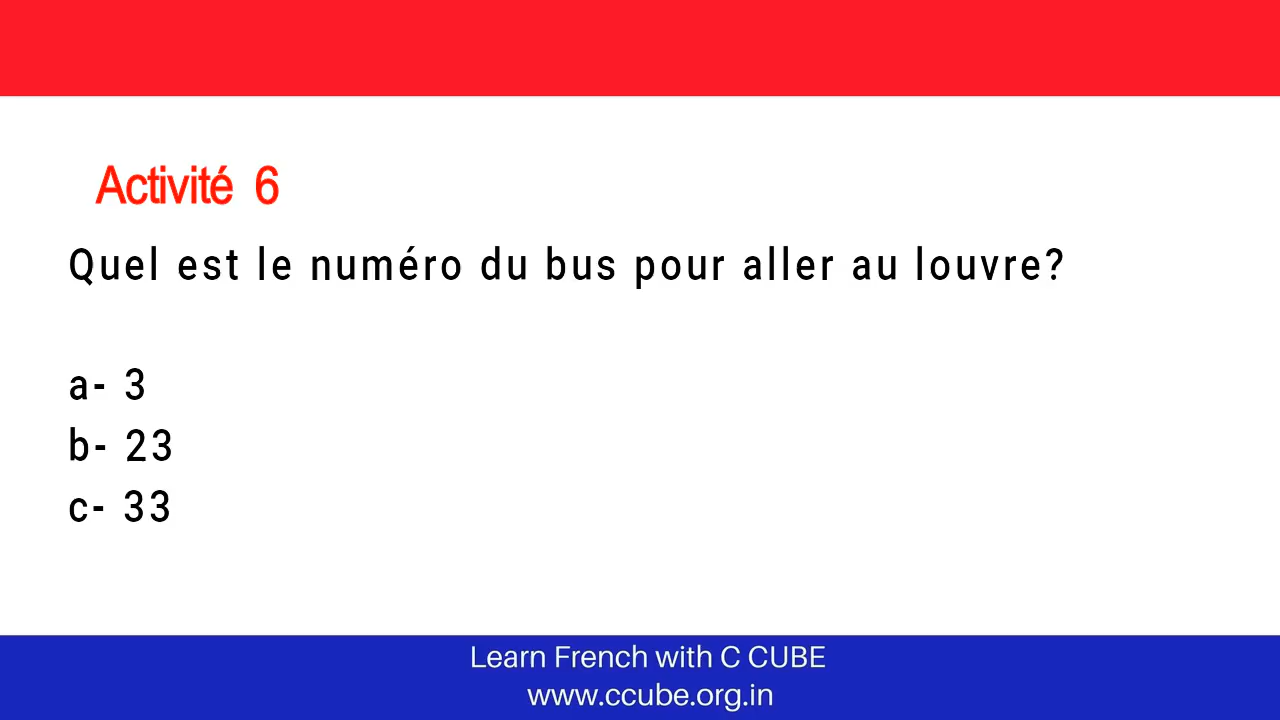 Activité 6
Quel est le numéro du bus pour aller au louvre?
a- 3
b- 23
c- 33
Learn French with C CUBE
www.ccube.org.in